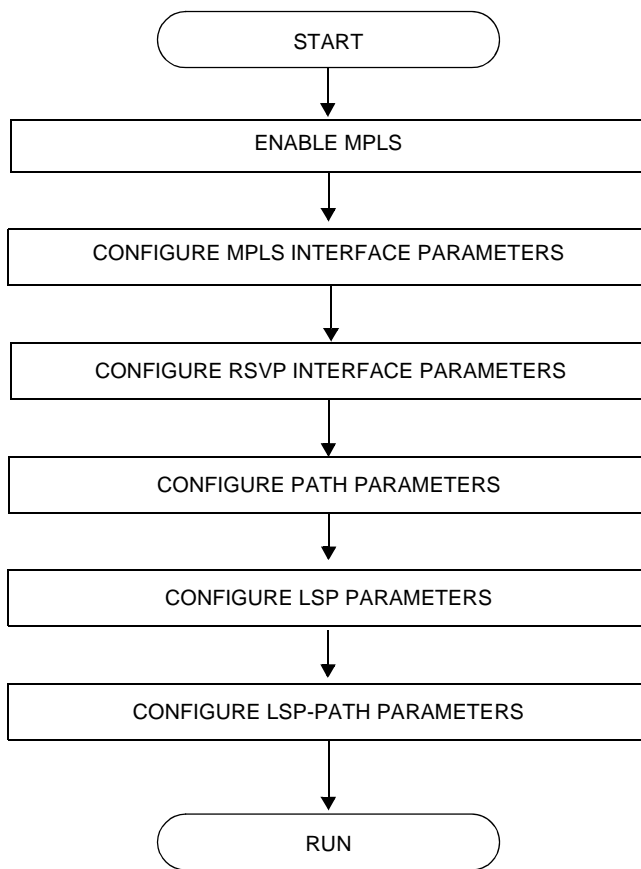 START
ENABLE MPLS
CONFIGURE MPLS INTERFACE PARAMETERS
CONFIGURE RSVP INTERFACE PARAMETERS
CONFIGURE PATH PARAMETERS
CONFIGURE LSP PARAMETERS
CONFIGURE LSP-PATH PARAMETERS
RUN